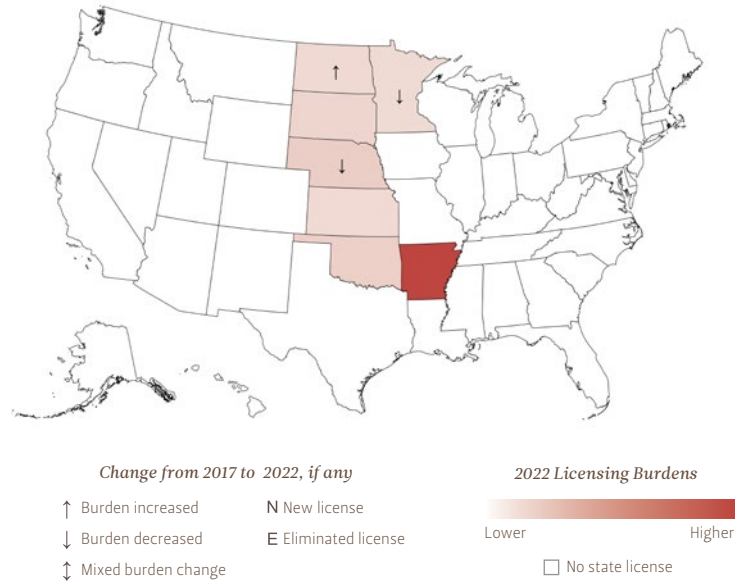 Change from 2017 to 2022, if any
↑ Burden increased
↓ Burden decreased
↕ Mixed burden change
N New license
E Eliminated license
2022 Licensing Burdens
Lower Higher
No state license